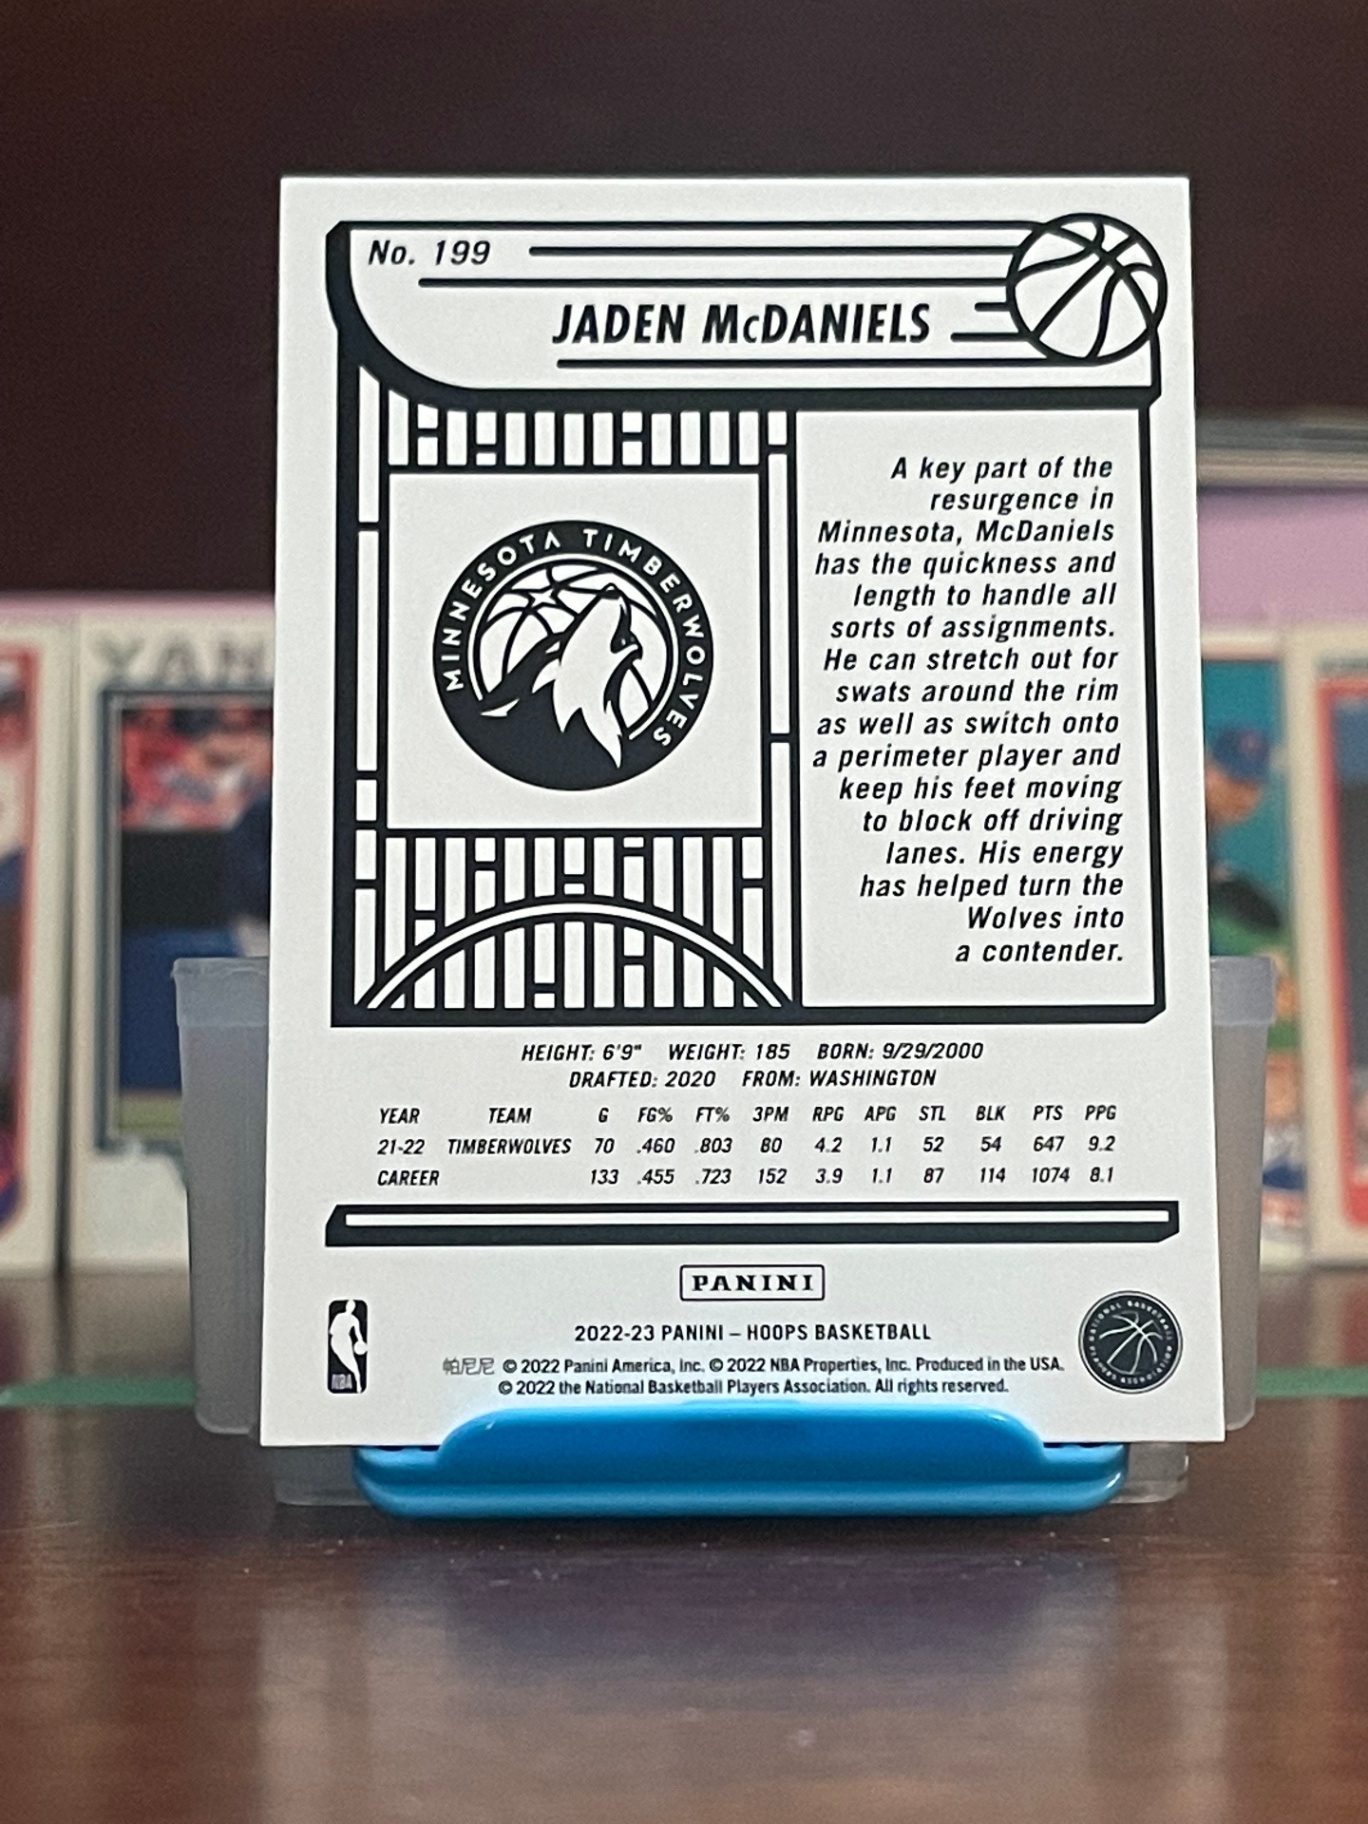 No. 199
JADEN McDANIELS
MINNESOTA TIMBERWOLVES
A key part of the
resurgence in
Minnesota, McDaniels
has the quickness and
length to handle all
sorts of assignments.
He can stretch out for
swats around the rim
as well as switch onto
a perimeter player and
keep his feet moving
to block off driving
lanes. His energy
has helped turn the
Wolves into
a contender.
HEIGHT: 6'9" WEIGHT: 185 BORN: 9/29/2000
DRAFTED: 2020 FROM: WASHINGTON
YEAR TEAM G FG% FT% 3PM RPG APG STL BLK PTS PPG
21-22 TIMBERWOLVES 70 .460 .803 80 4.2 1.1 52 54 647 9.2
CAREER 133 .455 .723 152 3.9 1.1 87 114 1074 8.1
PANINI
2022-23 PANINI – HOOPS BASKETBALL
帕尼尼 © 2022 Panini America, Inc. © 2022 NBA Properties, Inc. Produced in the USA.
© 2022 the National Basketball Players Association. All rights reserved.
NBA
YAN